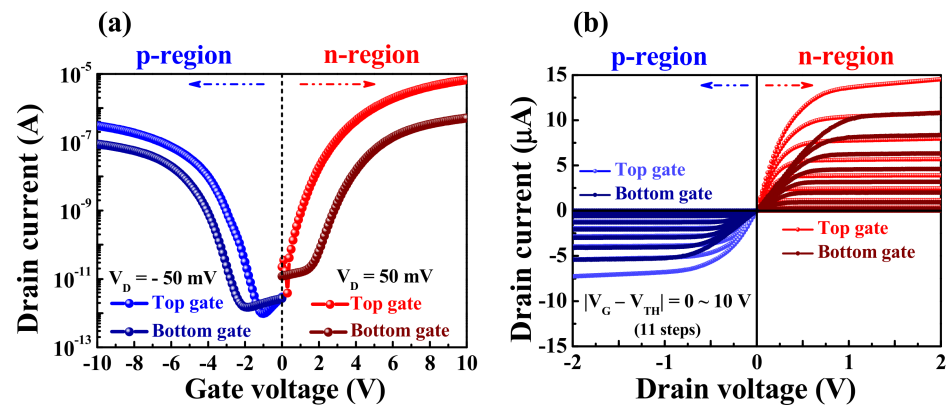 (a)
p-region
n-region
10⁻⁵
10⁻⁷
10⁻⁹
10⁻¹¹
10⁻¹³
Drain current (A)
V_D = - 50 mV
V_D = 50 mV
Top gate
Top gate
Bottom gate
Bottom gate
-10 -8 -6 -4 -2 0 2 4 6 8 10
Gate voltage (V)
(b)
p-region
n-region
15
10
5
0
-5
-10
-15
Drain current (μA)
Top gate
Bottom gate
Top gate
Bottom gate
|V_G – V_TH| = 0 ~ 10 V
(11 steps)
-2 -1 0 1 2
Drain voltage (V)